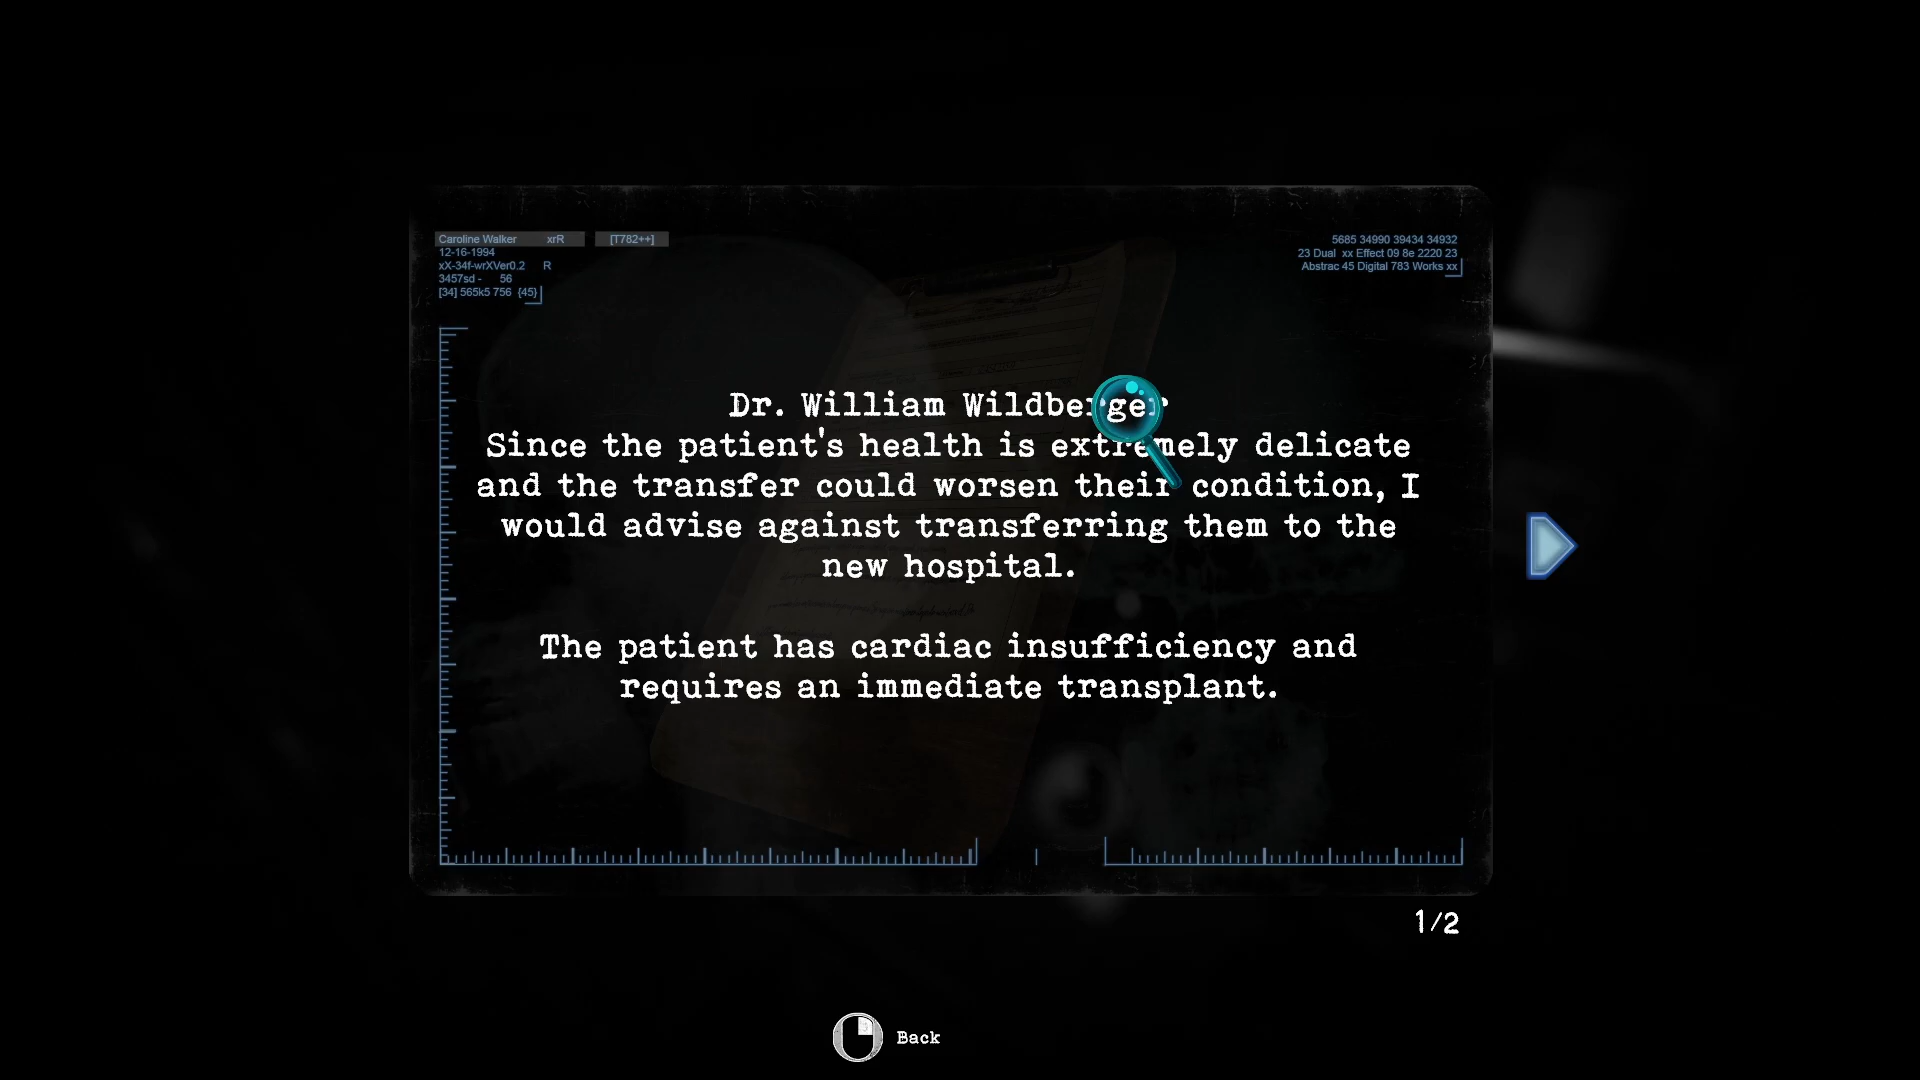 Caroline Walker xrR [T782++]
12-16-1994
xX-34f-wrXVer0.2 R
3457sd - 56
[34] 565k5 756 {45}
5685 34990 39434 34932
23 Dual xx Effect 09 8e 2220 23
Abstrac 45 Digital 783 Works xx
Dr. William Wildberger
Since the patient's health is extremely delicate
and the transfer could worsen their condition, I
would advise against transferring them to the
new hospital.
The patient has cardiac insufficiency and
requires an immediate transplant.
1/2
Back